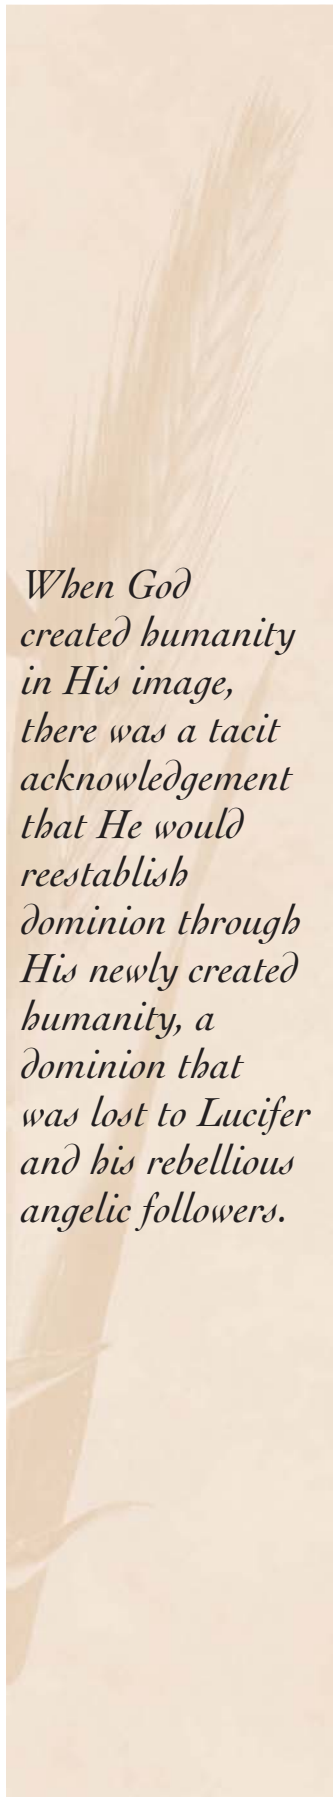 When God
created humanity
in His image,
there was a tacit
acknowledgement
that He would
reestablish
dominion through
His newly created
humanity, a
dominion that
was lost to Lucifer
and his rebellious
angelic followers.